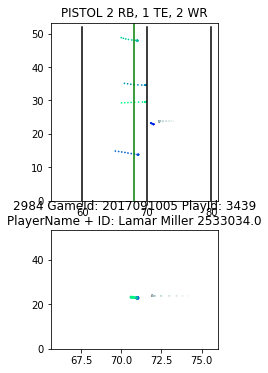 PISTOL 2 RB, 1 TE, 2 WR
50
40
30
20
10
0
60 70 80
2984 GameId: 2017091005 PlayId: 3439
PlayerName + ID: Lamar Miller 2533034.0
40
20
0
67.5 70.0 72.5 75.0